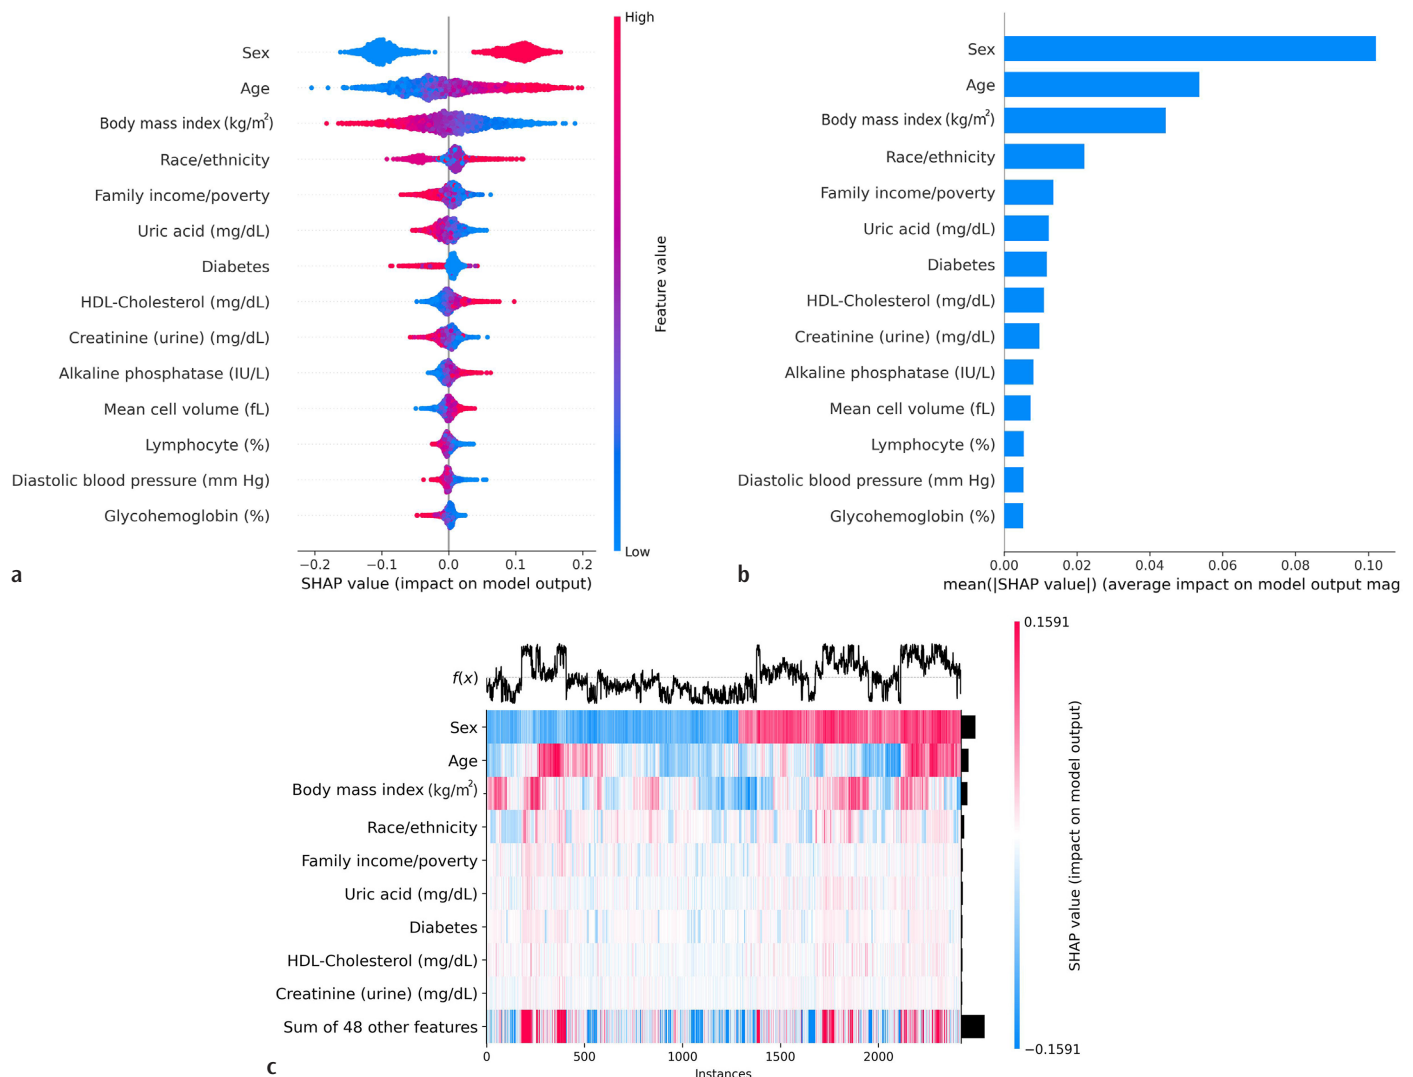 Sex
Age
Body mass index (kg/m²)
Race/ethnicity
Family income/poverty
Uric acid (mg/dL)
Diabetes
HDL-Cholesterol (mg/dL)
Creatinine (urine) (mg/dL)
Alkaline phosphatase (IU/L)
Mean cell volume (fL)
Lymphocyte (%)
Diastolic blood pressure (mm Hg)
Glycohemoglobin (%)
−0.2 −0.1 0.0 0.1 0.2
SHAP value (impact on model output)
High
Feature value
Low
a
Sex
Age
Body mass index (kg/m²)
Race/ethnicity
Family income/poverty
Uric acid (mg/dL)
Diabetes
HDL-Cholesterol (mg/dL)
Creatinine (urine) (mg/dL)
Alkaline phosphatase (IU/L)
Mean cell volume (fL)
Lymphocyte (%)
Diastolic blood pressure (mm Hg)
Glycohemoglobin (%)
0.00 0.02 0.04 0.06 0.08 0.10
mean(|SHAP value|) (average impact on model output mag
b
f(x)
Sex
Age
Body mass index (kg/m²)
Race/ethnicity
Family income/poverty
Uric acid (mg/dL)
Diabetes
HDL-Cholesterol (mg/dL)
Creatinine (urine) (mg/dL)
Sum of 48 other features
0 500 1000 1500 2000
Instances
0.1591
SHAP value (impact on model output)
−0.1591
c